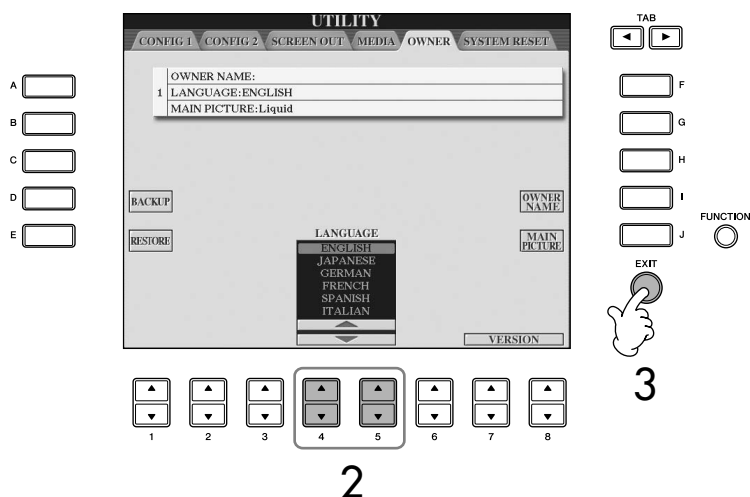 UTILITY
CONFIG 1 CONFIG 2 SCREEN OUT MEDIA OWNER SYSTEM RESET
TAB
OWNER NAME:
1 LANGUAGE:ENGLISH
MAIN PICTURE:Liquid
A
B
C
D
E
F
G
H
I
J
BACKUP
OWNER NAME
RESTORE
MAIN PICTURE
FUNCTION
LANGUAGE
ENGLISH
JAPANESE
GERMAN
FRENCH
SPANISH
ITALIAN
VERSION
EXIT
3
1 2 3 4 5 6 7 8
2